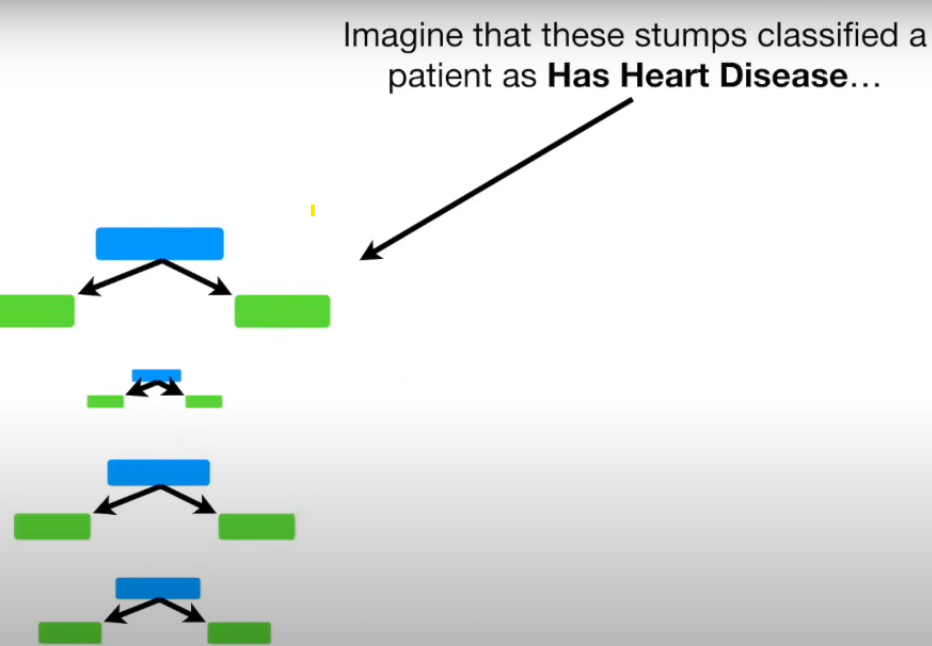 Imagine that these stumps classified a
patient as Has Heart Disease…